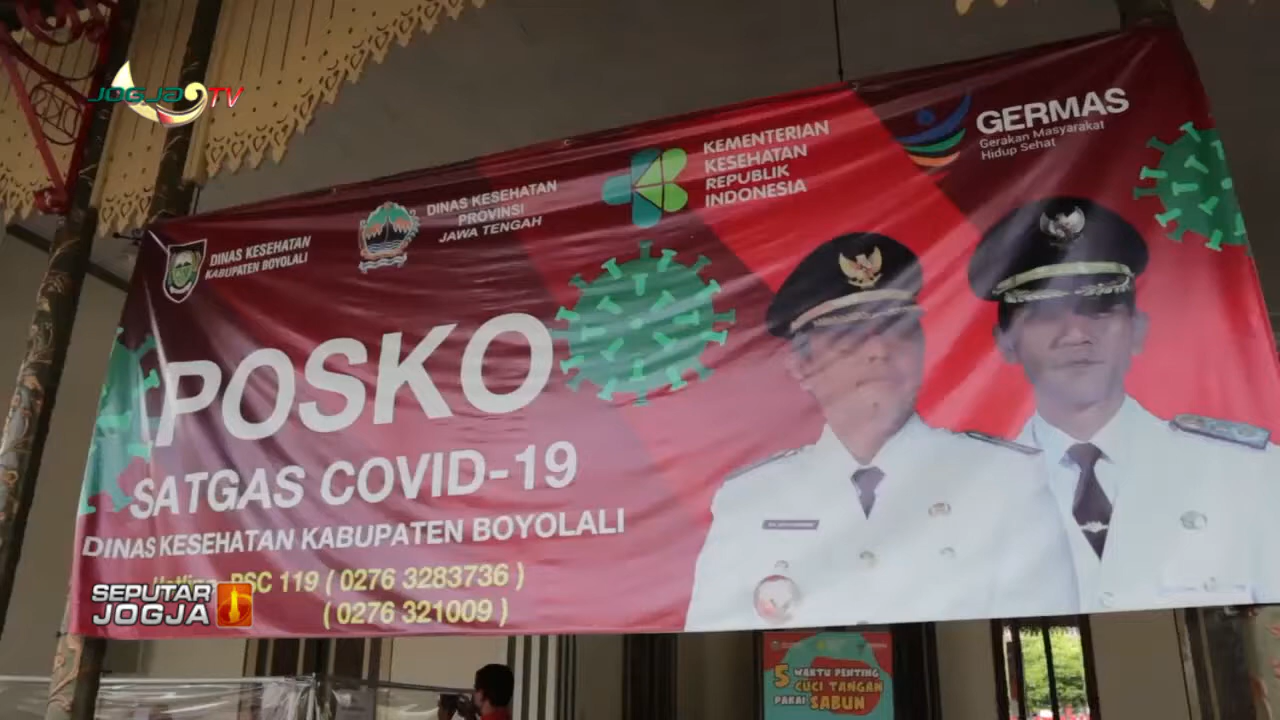 JOGJA TV
GERMAS
Gerakan Masyarakat
Hidup Sehat
KEMENTERIAN
KESEHATAN
REPUBLIK
INDONESIA
DINAS KESEHATAN
PROVINSI
JAWA TENGAH
DINAS KESEHATAN
KABUPATEN BOYOLALI
POSKO
SATGAS COVID-19
DINAS KESEHATAN KABUPATEN BOYOLALI
Hotline PSC 119 ( 0276 3283736 )
( 0276 321009 )
SEPUTAR
JOGJA
5 WAKTU PENTING
CUCI TANGAN
PAKAI SABUN